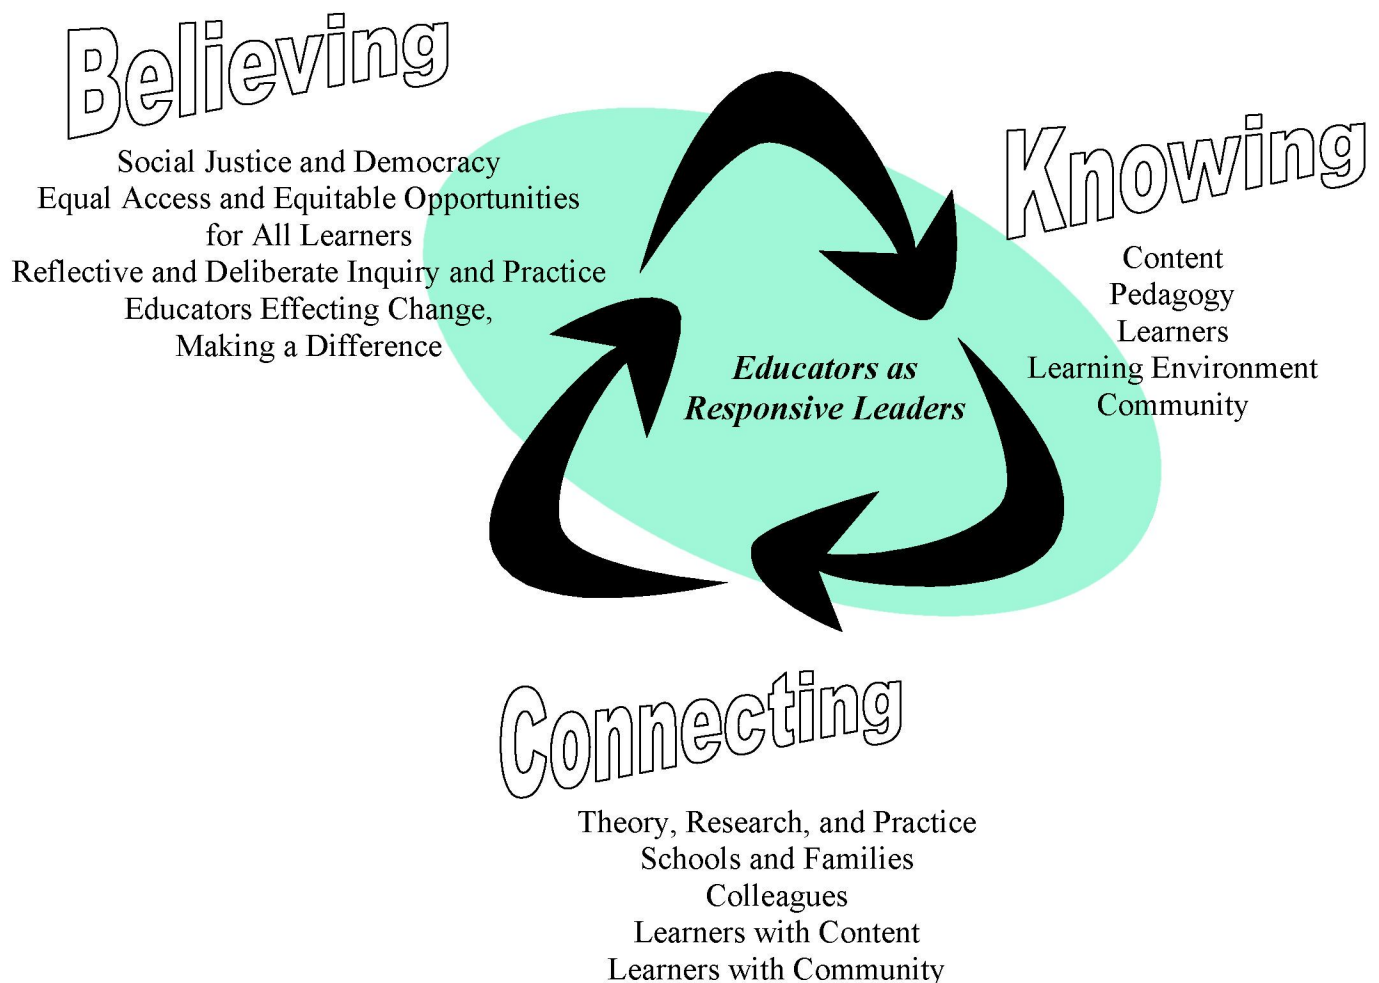 Believing
Social Justice and Democracy
Equal Access and Equitable Opportunities
for All Learners
Reflective and Deliberate Inquiry and Practice
Educators Effecting Change,
Making a Difference
Knowing
Content
Pedagogy
Learners
Learning Environment
Community
Educators as
Responsive Leaders
Connecting
Theory, Research, and Practice
Schools and Families
Colleagues
Learners with Content
Learners with Community